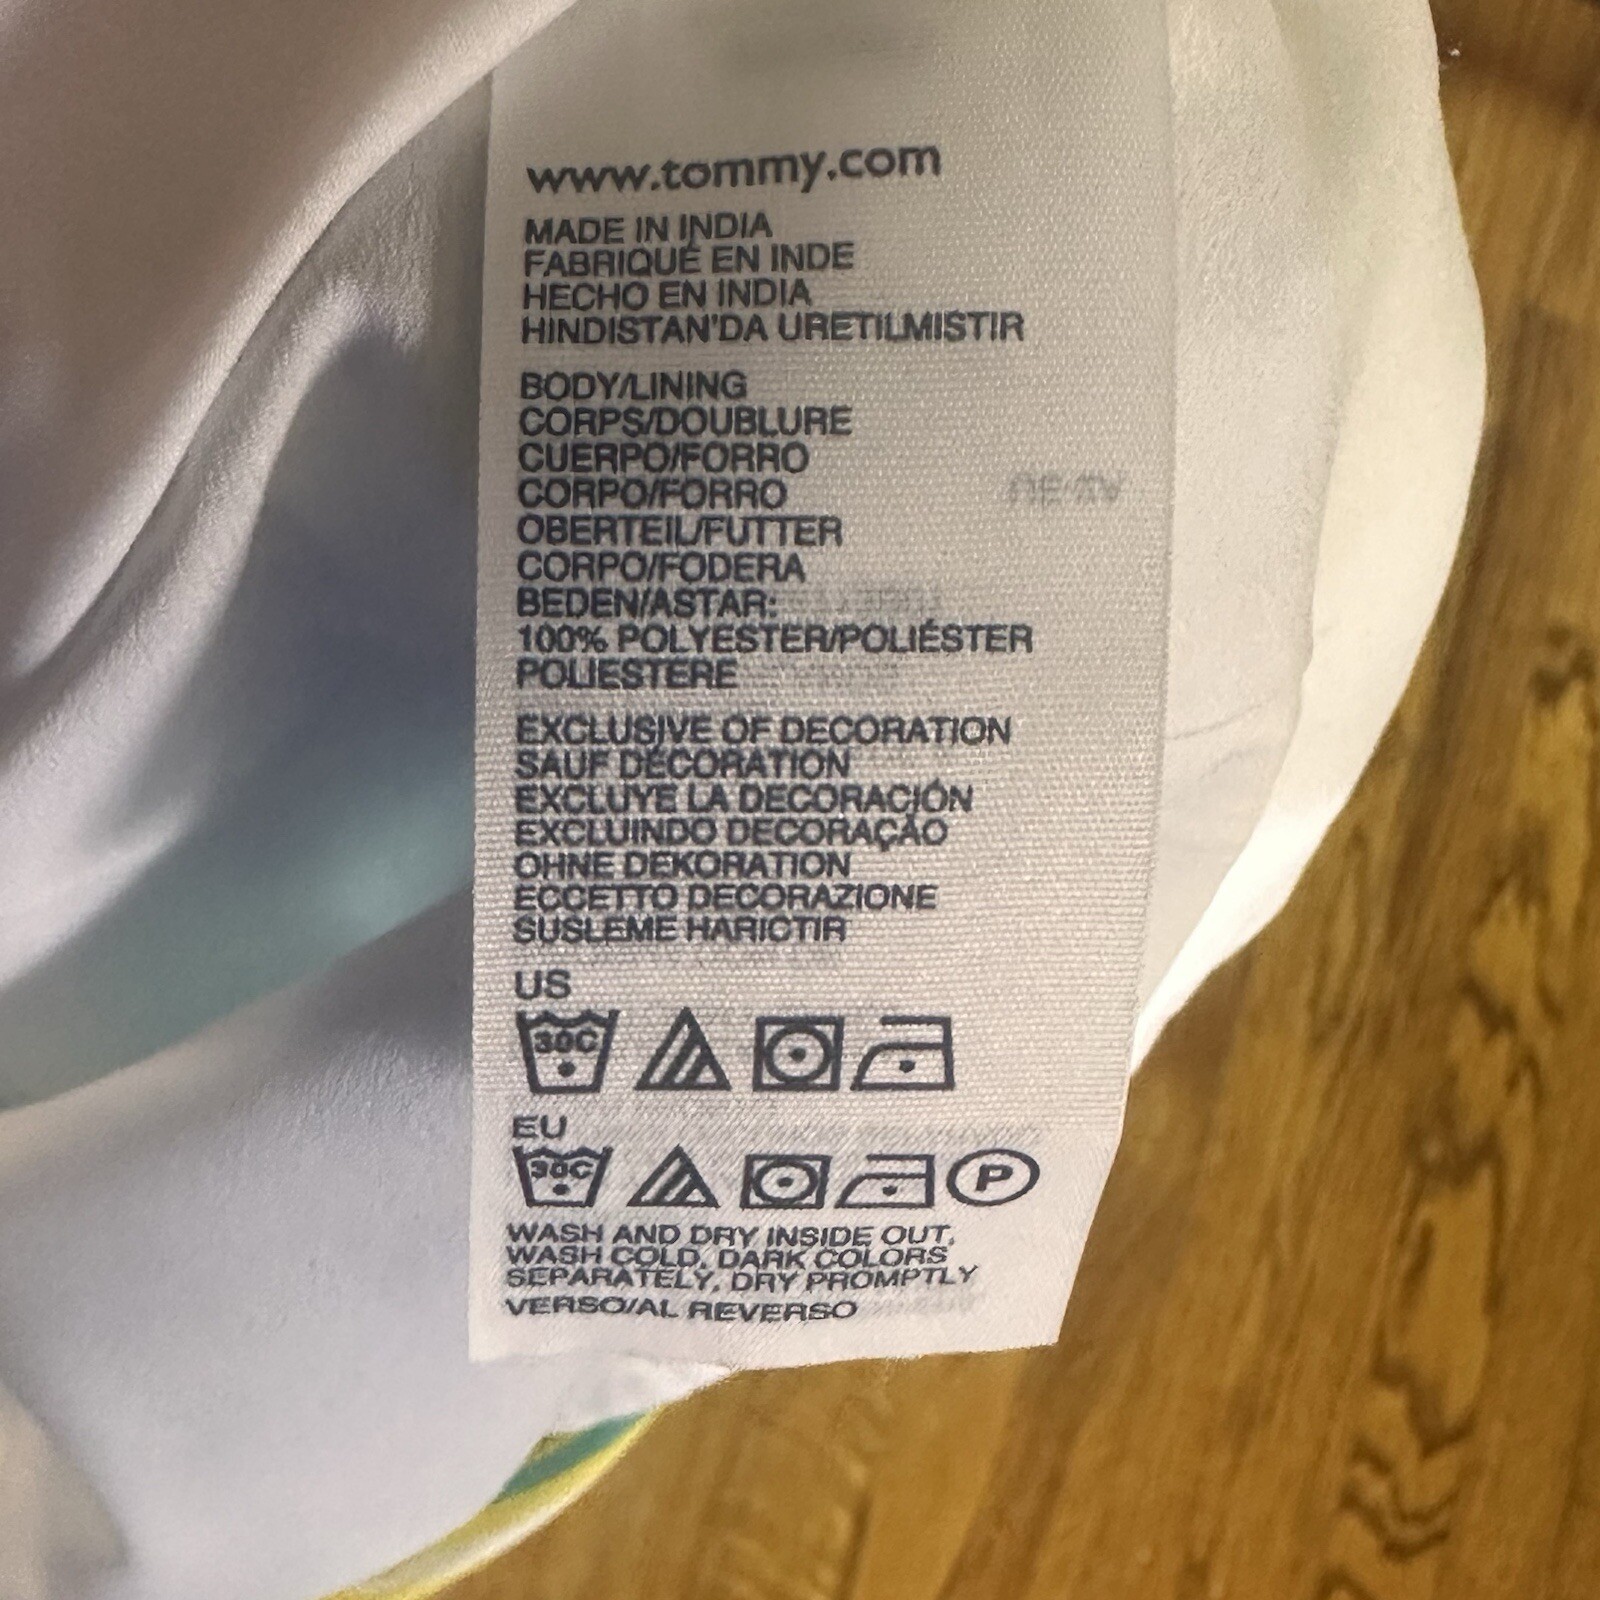 www.tommy.com
MADE IN INDIA
FABRIQUÉ EN INDE
HECHO EN INDIA
HINDISTAN'DA URETILMISTIR
BODY/LINING
CORPS/DOUBLURE
CUERPO/FORRO
CORPO/FORRO
OBERTEIL/FUTTER
CORPO/FODERA
BEDEN/ASTAR:
100% POLYESTER/POLIÉSTER
POLIESTERE
EXCLUSIVE OF DECORATION
SAUF DÉCORATION
EXCLUYE LA DECORACIÓN
EXCLUINDO DECORAÇÃO
OHNE DEKORATION
ECCETTO DECORAZIONE
SUSLEME HARICTIR
US
30C
EU
30C P
WASH AND DRY INSIDE OUT,
WASH COLD, DARK COLORS
SEPARATELY, DRY PROMPTLY
VERSO/AL REVERSO